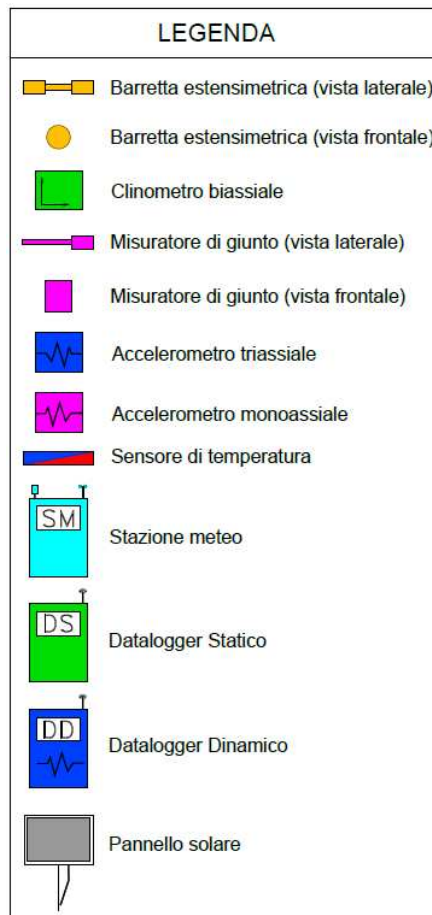 LEGENDA
Barretta estensimetrica (vista laterale)
Barretta estensimetrica (vista frontale)
Clinometro biassiale
Misuratore di giunto (vista laterale)
Misuratore di giunto (vista frontale)
Accelerometro triassiale
Accelerometro monoassiale
Sensore di temperatura
SM
Stazione meteo
DS
Datalogger Statico
DD
Datalogger Dinamico
Pannello solare